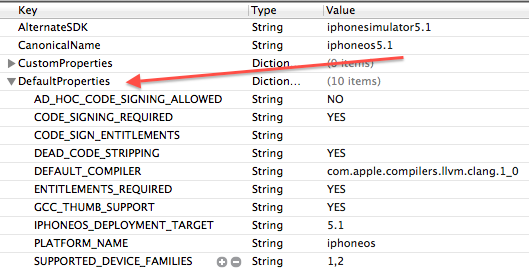 Key Type Value
AlternateSDK String iphonesimulator5.1
CanonicalName String iphoneos5.1
CustomProperties Diction… (0 items)
DefaultProperties Diction… (10 items)
AD_HOC_CODE_SIGNING_ALLOWED String NO
CODE_SIGNING_REQUIRED String YES
CODE_SIGN_ENTITLEMENTS String
DEAD_CODE_STRIPPING String YES
DEFAULT_COMPILER String com.apple.compilers.llvm.clang.1_0
ENTITLEMENTS_REQUIRED String YES
GCC_THUMB_SUPPORT String YES
IPHONEOS_DEPLOYMENT_TARGET String 5.1
PLATFORM_NAME String iphoneos
SUPPORTED_DEVICE_FAMILIES String 1,2